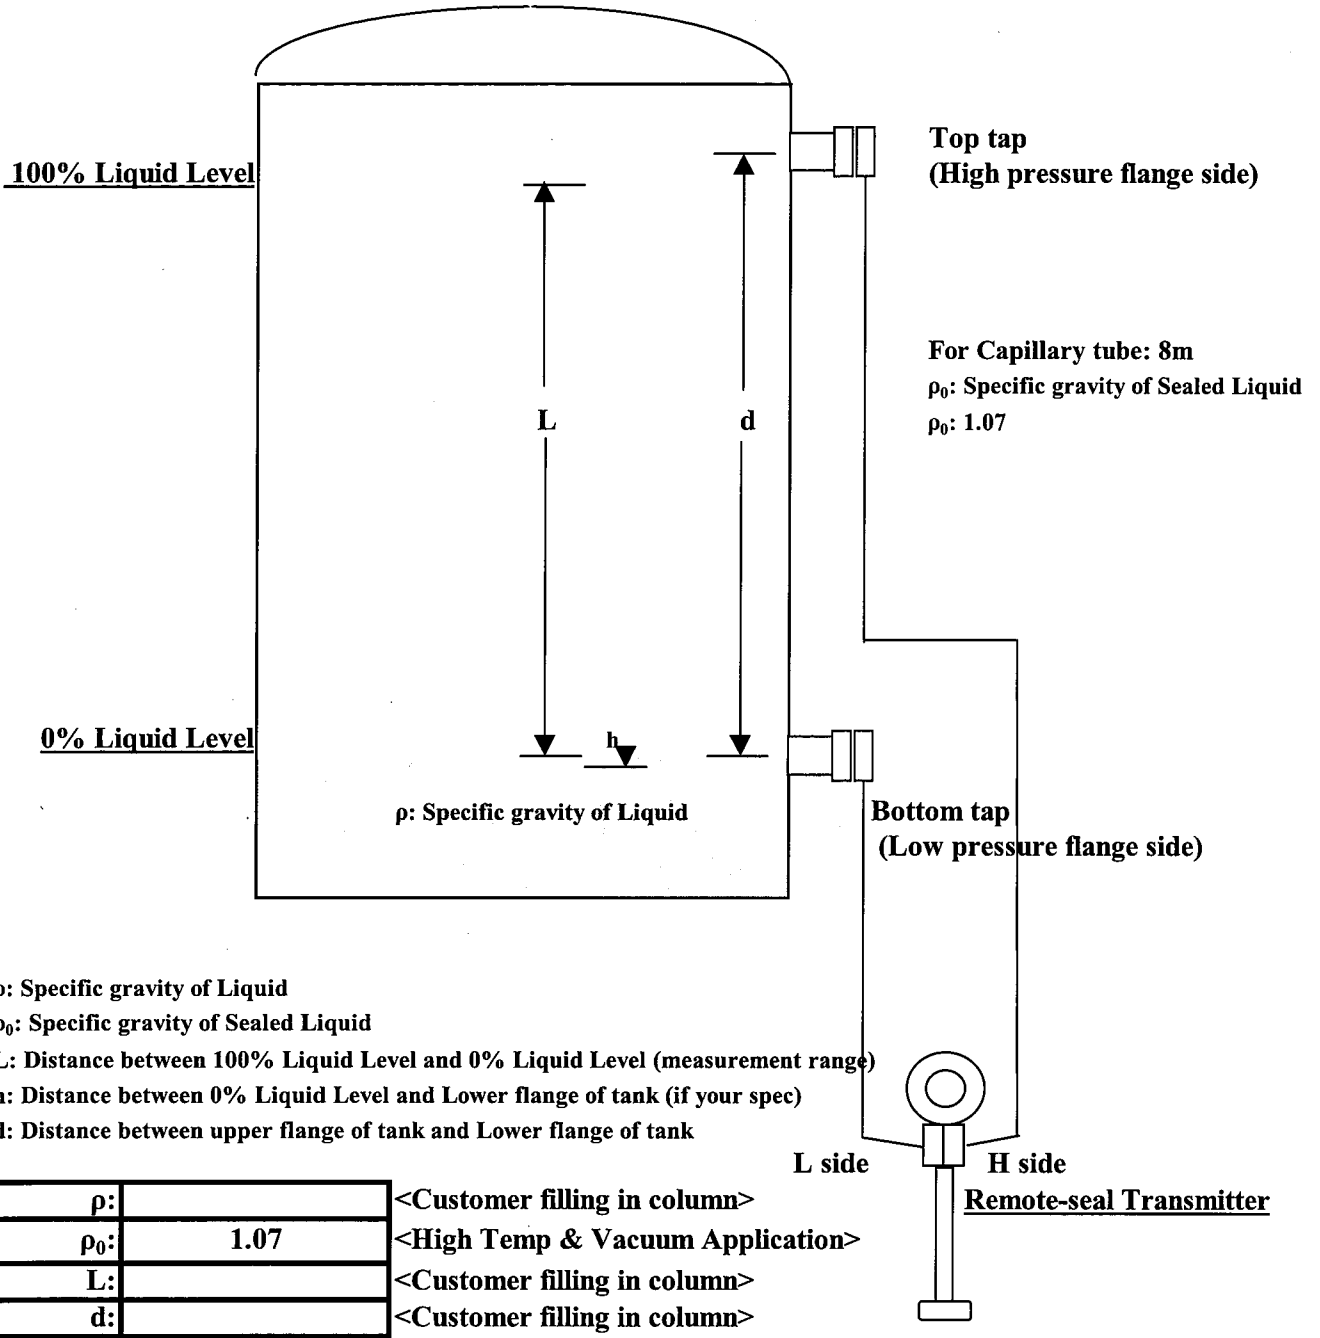 100% Liquid Level
Top tap
(High pressure flange side)
For Capillary tube: 8m
ρ₀: Specific gravity of Sealed Liquid
ρ₀: 1.07
L
d
0% Liquid Level
h
ρ: Specific gravity of Liquid
Bottom tap
(Low pressure flange side)
ρ: Specific gravity of Liquid
ρ₀: Specific gravity of Sealed Liquid
L: Distance between 100% Liquid Level and 0% Liquid Level (measurement range)
h: Distance between 0% Liquid Level and Lower flange of tank (if your spec)
d: Distance between upper flange of tank and Lower flange of tank
L side
H side
Remote-seal Transmitter
ρ: <Customer filling in column>
ρ₀: 1.07 <High Temp & Vacuum Application>
L: <Customer filling in column>
d: <Customer filling in column>